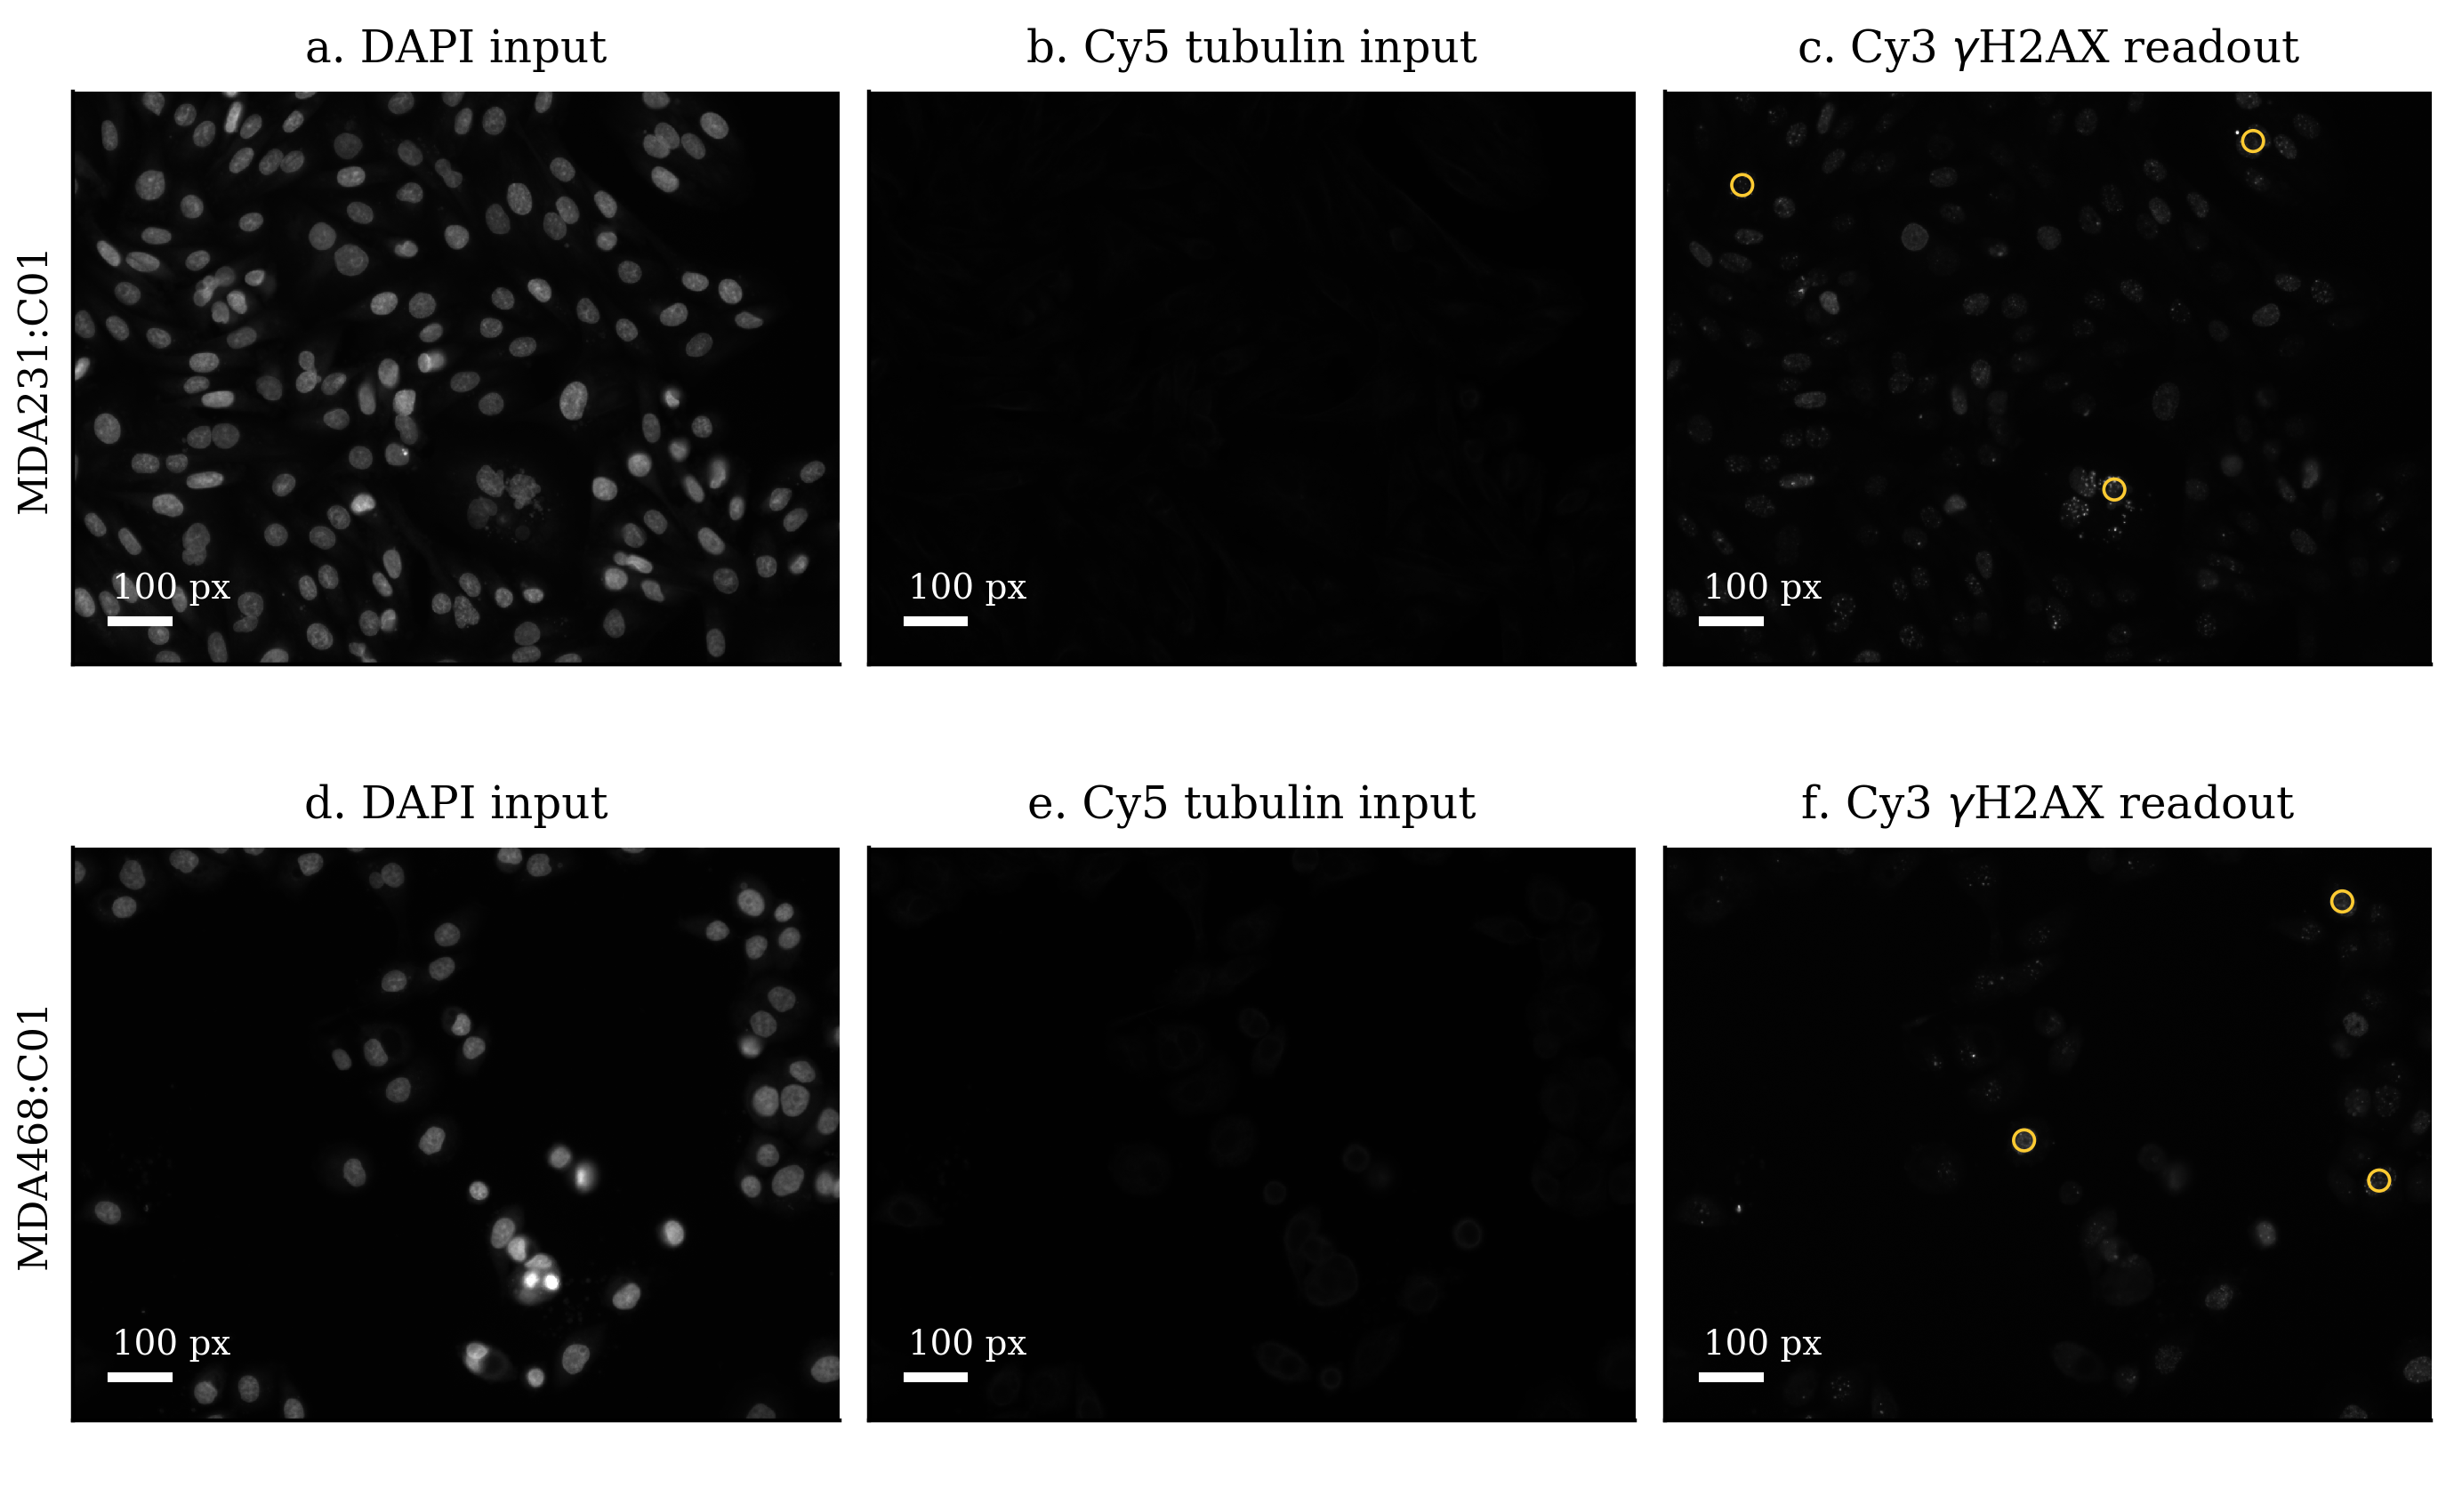 a. DAPI input
b. Cy5 tubulin input
c. Cy3 γH2AX readout
MDA231:C01
100 px
100 px
100 px
d. DAPI input
e. Cy5 tubulin input
f. Cy3 γH2AX readout
MDA468:C01
100 px
100 px
100 px